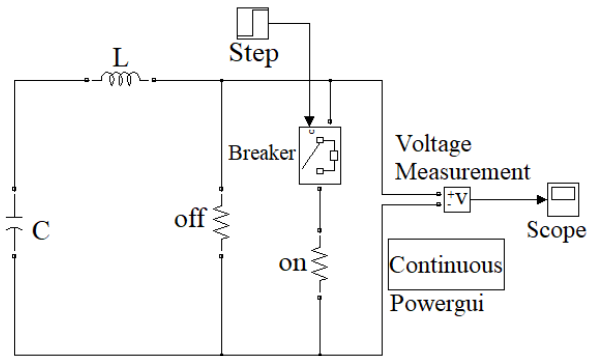 Step
L
Breaker
c
Voltage
Measurement
+
-
v
Scope
C
off
on
Continuous
Powergui